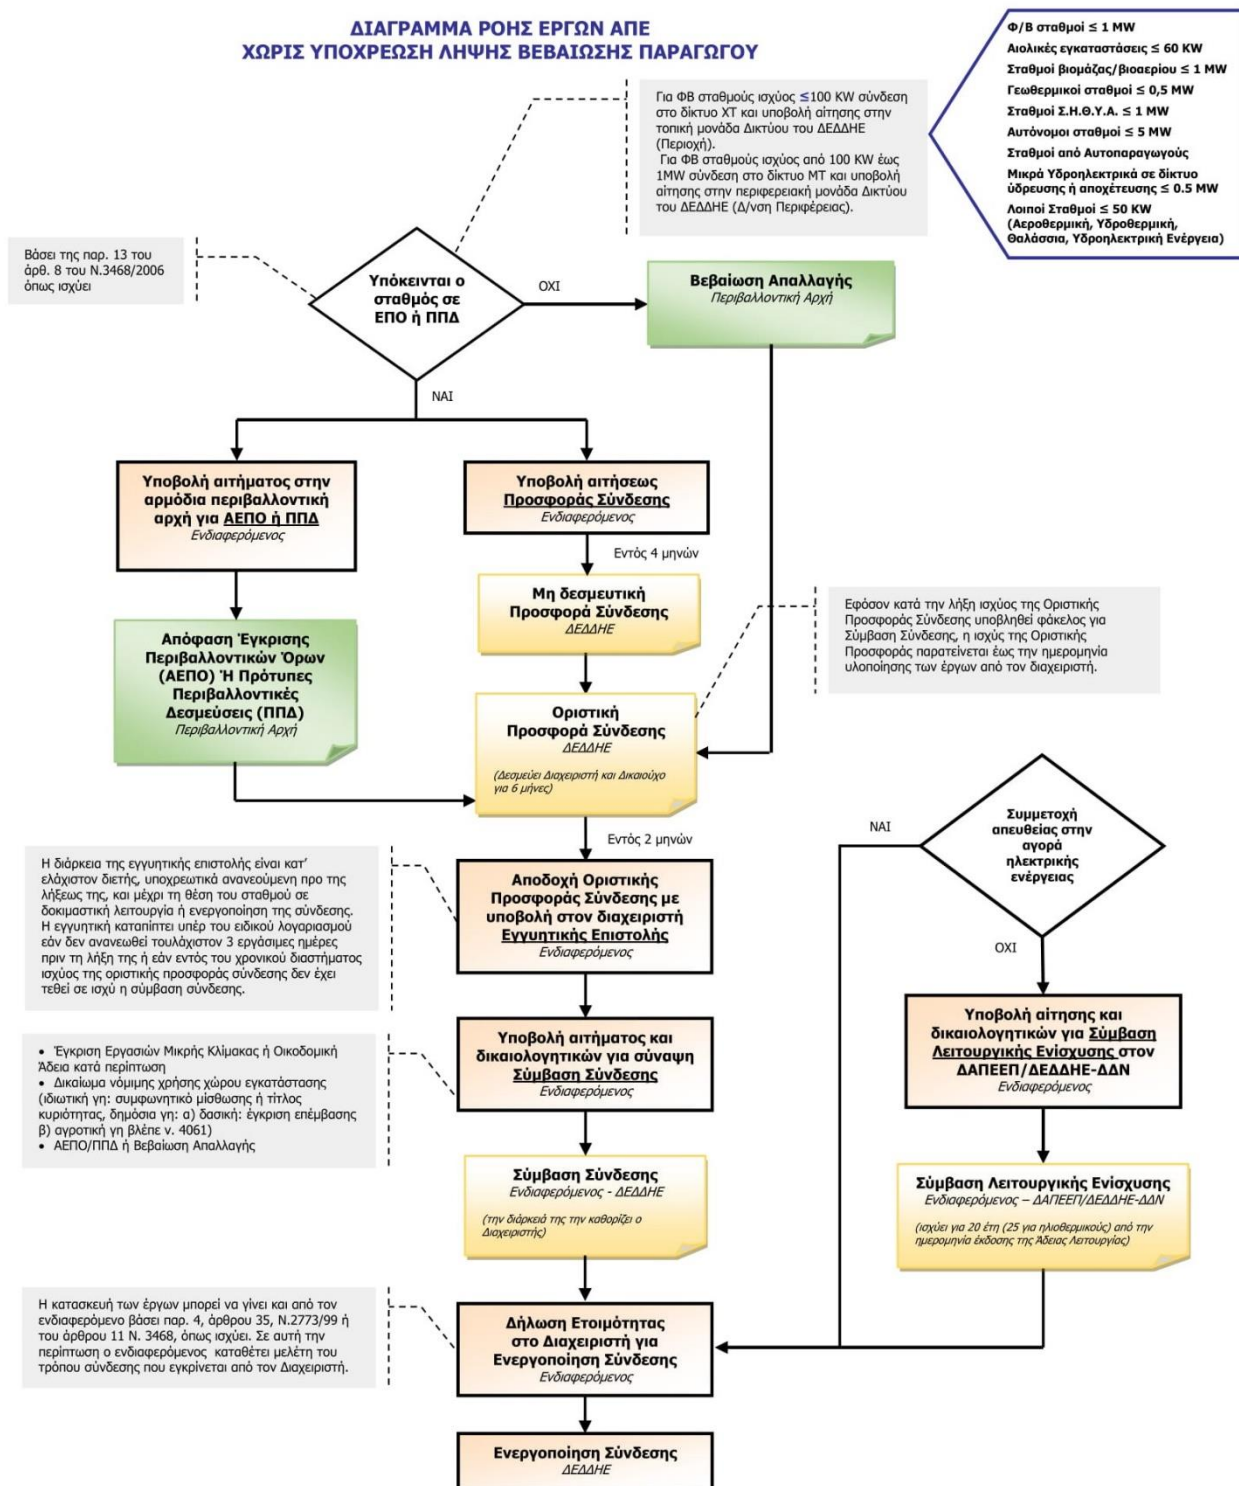 ΔΙΑΓΡΑΜΜΑ ΡΟΗΣ ΕΡΓΩΝ ΑΠΕ
ΧΩΡΙΣ ΥΠΟΧΡΕΩΣΗ ΛΗΨΗΣ ΒΕΒΑΙΩΣΗΣ ΠΑΡΑΓΩΓΟΥ
Φ/Β σταθμοί ≤ 1 MW
Αιολικές εγκαταστάσεις ≤ 60 KW
Σταθμοί βιομάζας/βιοαερίου ≤ 1 MW
Γεωθερμικοί σταθμοί ≤ 0,5 MW
Σταθμοί Σ.Η.Θ.Υ.Α. ≤ 1 MW
Αυτόνομοι σταθμοί ≤ 5 MW
Σταθμοί από Αυτοπαραγωγούς
Μικρά Υδροηλεκτρικά σε δίκτυο
ύδρευσης ή αποχέτευσης ≤ 0.5 MW
Λοιποί Σταθμοί ≤ 50 KW
(Αεροθερμική, Υδροθερμική,
Θαλάσσια, Υδροηλεκτρική Ενέργεια)
Για ΦΒ σταθμούς ισχύος ≤100 KW σύνδεση
στο δίκτυο ΧΤ και υποβολή αίτησης στην
τοπική μονάδα Δικτύου του ΔΕΔΔΗΕ
(Περιοχή).
Για ΦΒ σταθμούς ισχύος από 100 KW έως
1MW σύνδεση στο δίκτυο ΜΤ και υποβολή
αίτησης στην περιφερειακή μονάδα Δικτύου
του ΔΕΔΔΗΕ (Δ/νση Περιφέρειας).
Βάσει της παρ. 13 του
άρθ. 8 του Ν.3468/2006
όπως ισχύει
Υπόκεινται ο
σταθμός σε
ΕΠΟ ή ΠΠΔ
ΟΧΙ
Βεβαίωση Απαλλαγής
Περιβαλλοντική Αρχή
ΝΑΙ
Υποβολή αιτήματος στην
αρμόδια περιβαλλοντική
αρχή για ΑΕΠΟ ή ΠΠΔ
Ενδιαφερόμενος
Υποβολή αιτήσεως
Προσφοράς Σύνδεσης
Ενδιαφερόμενος
Εντός 4 μηνών
Μη δεσμευτική
Προσφορά Σύνδεσης
ΔΕΔΔΗΕ
Εφόσον κατά την λήξη ισχύος της Οριστικής
Προσφοράς Σύνδεσης υποβληθεί φάκελος για
Σύμβαση Σύνδεσης, η ισχύς της Οριστικής
Προσφοράς παρατείνεται έως την ημερομηνία
υλοποίησης των έργων από τον διαχειριστή.
Απόφαση Έγκρισης
Περιβαλλοντικών Όρων
(ΑΕΠΟ) Ή Πρότυπες
Περιβαλλοντικές
Δεσμεύσεις (ΠΠΔ)
Περιβαλλοντική Αρχή
Οριστική
Προσφορά Σύνδεσης
ΔΕΔΔΗΕ
(Δεσμεύει Διαχειριστή και Δικαιούχο
για 6 μήνες)
Εντός 2 μηνών
ΝΑΙ
Συμμετοχή
απευθείας στην
αγορά
ηλεκτρικής
ενέργειας
ΟΧΙ
Η διάρκεια της εγγυητικής επιστολής είναι κατ’
ελάχιστον διετής, υποχρεωτικά ανανεούμενη προ της
λήξεως της, και μέχρι τη θέση του σταθμού σε
δοκιμαστική λειτουργία ή ενεργοποίηση της σύνδεσης.
Η εγγυητική καταπίπτει υπέρ του ειδικού λογαριασμού
εάν δεν ανανεωθεί τουλάχιστον 3 εργάσιμες ημέρες
πριν τη λήξη της ή εάν εντός του χρονικού διαστήματος
ισχύος της οριστικής προσφοράς σύνδεσης δεν έχει
τεθεί σε ισχύ η σύμβαση σύνδεσης.
Αποδοχή Οριστικής
Προσφοράς Σύνδεσης με
υποβολή στον διαχειριστή
Εγγυητικής Επιστολής
Ενδιαφερόμενος
Υποβολή αίτησης και
δικαιολογητικών για Σύμβαση
Λειτουργικής Ενίσχυσης στον
ΔΑΠΕΕΠ/ΔΕΔΔΗΕ-ΔΔΝ
Ενδιαφερόμενος
• Έγκριση Εργασιών Μικρής Κλίμακας ή Οικοδομική
Άδεια κατά περίπτωση
• Δικαίωμα νόμιμης χρήσης χώρου εγκατάστασης
(ιδιωτική γη: συμφωνητικό μίσθωσης ή τίτλος
κυριότητας, δημόσια γη: α) δασική: έγκριση επέμβασης
β) αγροτική γη βλέπε ν. 4061)
• ΑΕΠΟ/ΠΠΔ ή Βεβαίωση Απαλλαγής
Υποβολή αιτήματος και
δικαιολογητικών για σύναψη
Σύμβαση Σύνδεσης
Ενδιαφερόμενος
Σύμβαση Σύνδεσης
Ενδιαφερόμενος - ΔΕΔΔΗΕ
(την διάρκειά της την καθορίζει ο
Διαχειριστής)
Σύμβαση Λειτουργικής Ενίσχυσης
Ενδιαφερόμενος – ΔΑΠΕΕΠ/ΔΕΔΔΗΕ-ΔΔΝ
(ισχύει για 20 έτη (25 για ηλιοθερμικούς) από την
ημερομηνία έκδοσης της Άδειας Λειτουργίας)
Η κατασκευή των έργων μπορεί να γίνει και από τον
ενδιαφερόμενο βάσει παρ. 4, άρθρου 35, Ν.2773/99 ή
του άρθρου 11 Ν. 3468, όπως ισχύει. Σε αυτή την
περίπτωση ο ενδιαφερόμενος καταθέτει μελέτη του
τρόπου σύνδεσης που εγκρίνεται από τον Διαχειριστή.
Δήλωση Ετοιμότητας
στο Διαχειριστή για
Ενεργοποίηση Σύνδεσης
Ενδιαφερόμενος
Ενεργοποίηση Σύνδεσης
ΔΕΔΔΗΕ